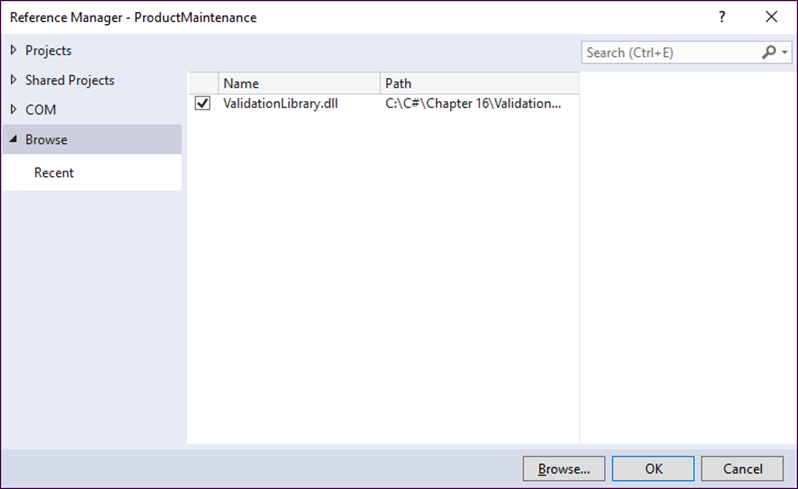 Reference Manager - ProductMaintenance ?
Projects
Search (Ctrl+E)
Shared Projects
COM
Browse
Recent
Name Path
ValidationLibrary.dll C:\C#\Chapter 16\Validation...
Browse... OK Cancel